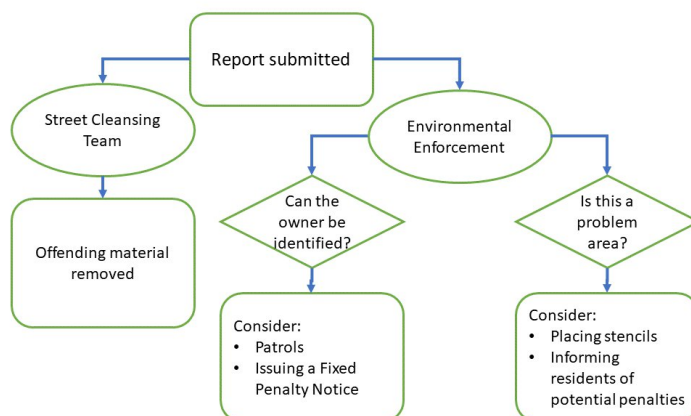 Report submitted
Street Cleansing
Team
Environmental
Enforcement
Offending material
removed
Can the
owner be
identified?
Is this a
problem
area?
Consider:
• Patrols
• Issuing a Fixed
Penalty Notice
Consider:
• Placing stencils
• Informing
residents of
potential penalties